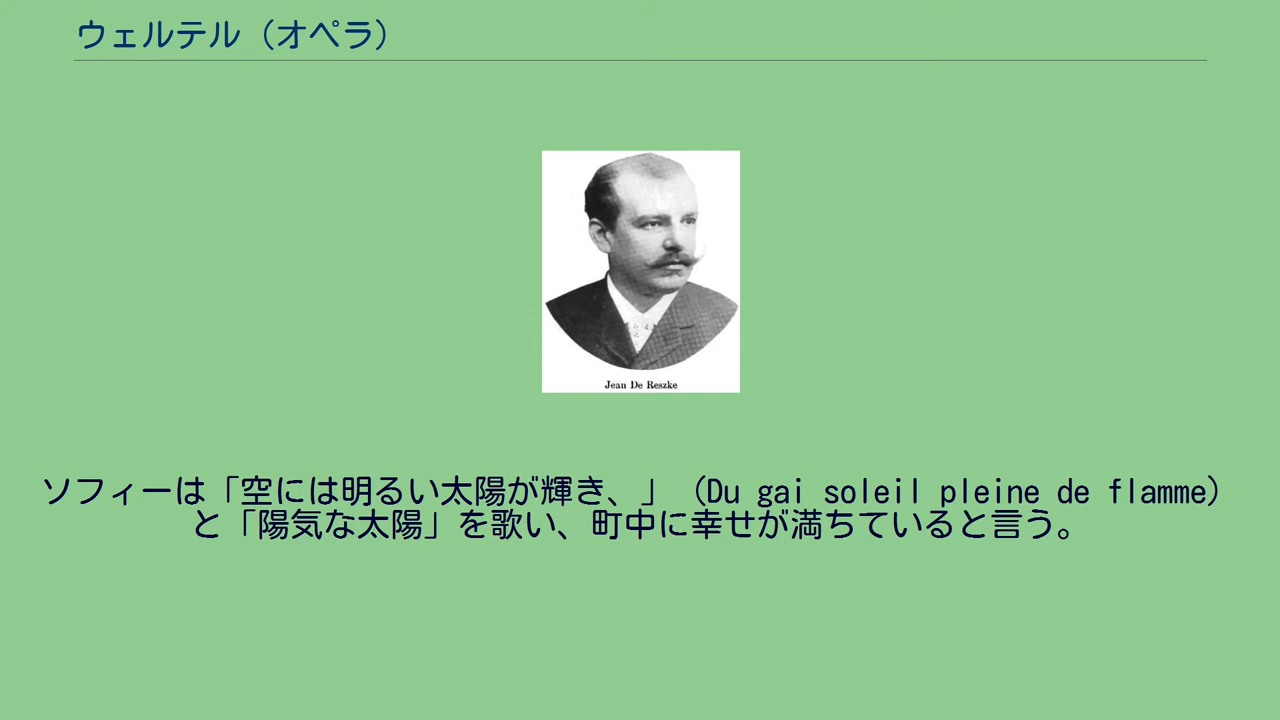 ウェルテル（オペラ）
Jean De Reszke
ソフィーは「空には明るい太陽が輝き、」（Du gai soleil pleine de flamme）
と「陽気な太陽」を歌い、町中に幸せが満ちていると言う。